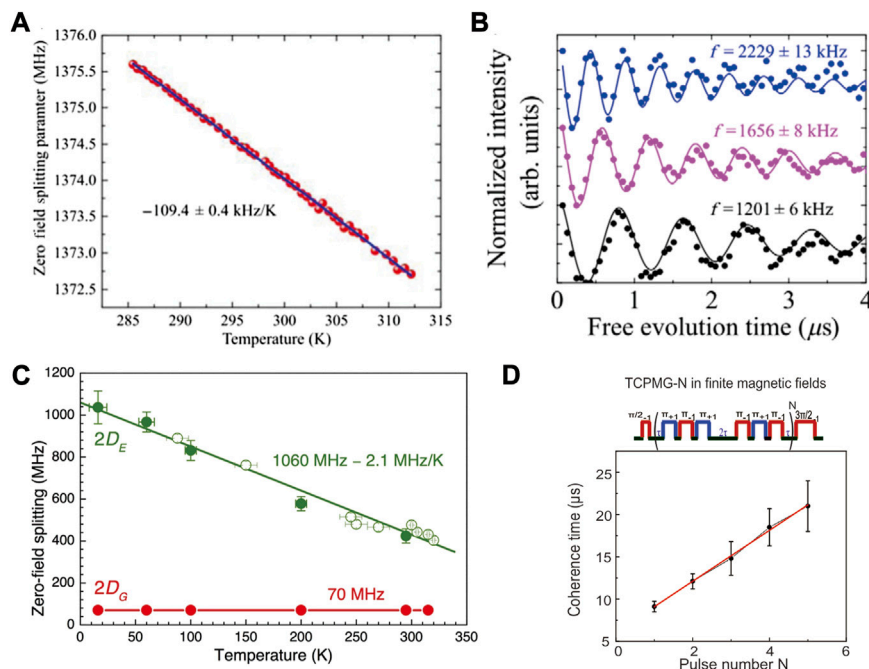 A
Zero field splitting paramter (MHz)
1376.0
1375.5
1375.0
1374.5
1374.0
1373.5
1373.0
1372.5
−109.4 ± 0.4 kHz/K
285 290 295 300 305 310 315
Temperature (K)
B
Normalized intensity
(arb. units)
f = 2229 ± 13 kHz
f = 1656 ± 8 kHz
f = 1201 ± 6 kHz
0 1 2 3 4
Free evolution time (μs)
C
Zero-field splitting (MHz)
1200
1000
800
600
400
200
0
2D_E
1060 MHz − 2.1 MHz/K
2D_G
70 MHz
0 50 100 150 200 250 300
Temperature (K)
D
TCPMG-N in finite magnetic fields
N
π/2₋₁ π₊₁ π₋₁ π₊₁ π₋₁ π₊₁ π₋₁ 3π/2₋₁
τ 2τ τ
Coherence time (μs)
25
20
15
10
5
0 2 4 6
Pulse number N